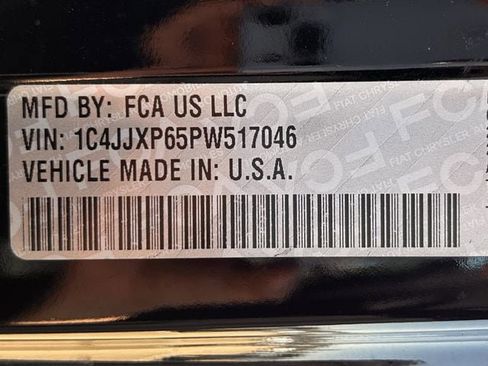 MFD BY: FCA US LLC
VIN: 1C4JJXP65PW517046
VEHICLE MADE IN: U.S.A.